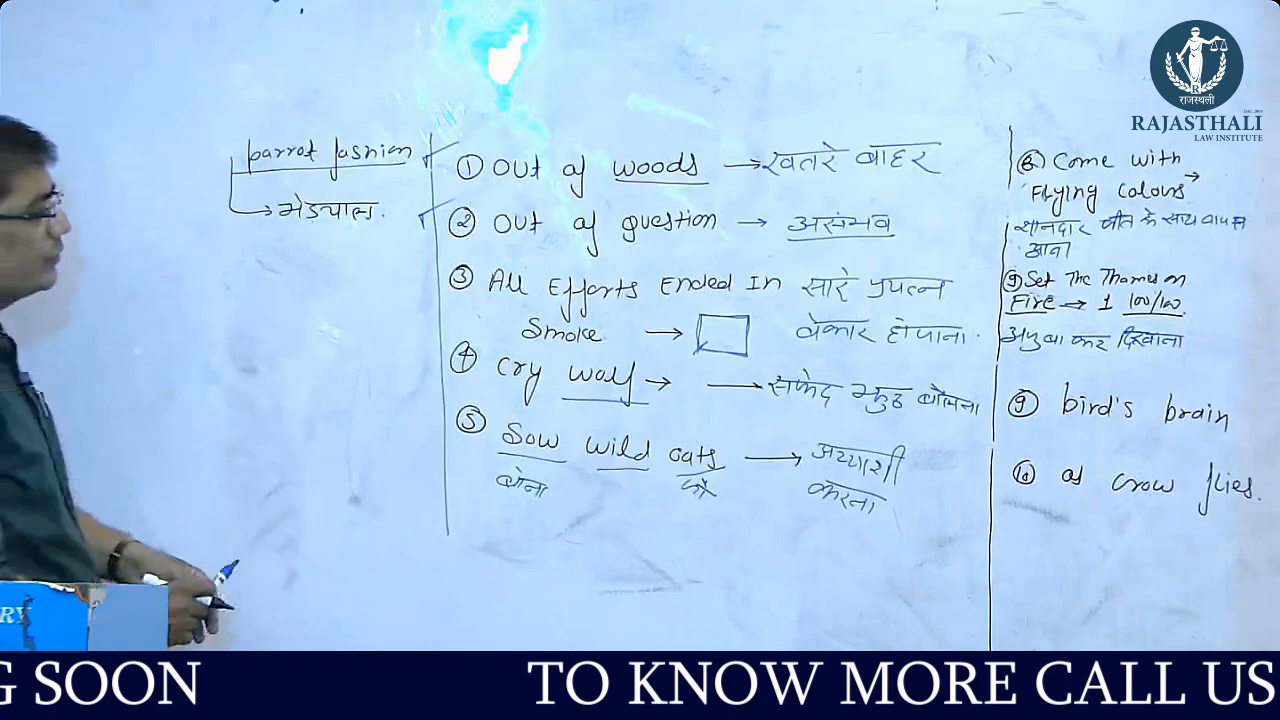 parrot fashion
भेड़चाल.
① Out of woods → खतरे बाहर
② Out of question → असंभव
③ All Efforts Ended In सारे प्रयत्न
Smoke. → बेकार होजाना.
④ Cry wolf → → सफेद झुठ बोलना
⑤ Sow wild oats → अय्याशी
बोना जौ करना
Come with
Flying Colours →
शानदार जीत के साथ वापस
आना
Set The Thames on
Fire → 1 100/100.
अजुबा कर दिखाना
⑨ bird's brain
⑩ as crow flies.
राजस्थली
RAJASTHALI
LAW INSTITUTE
RY
G SOON TO KNOW MORE CALL US